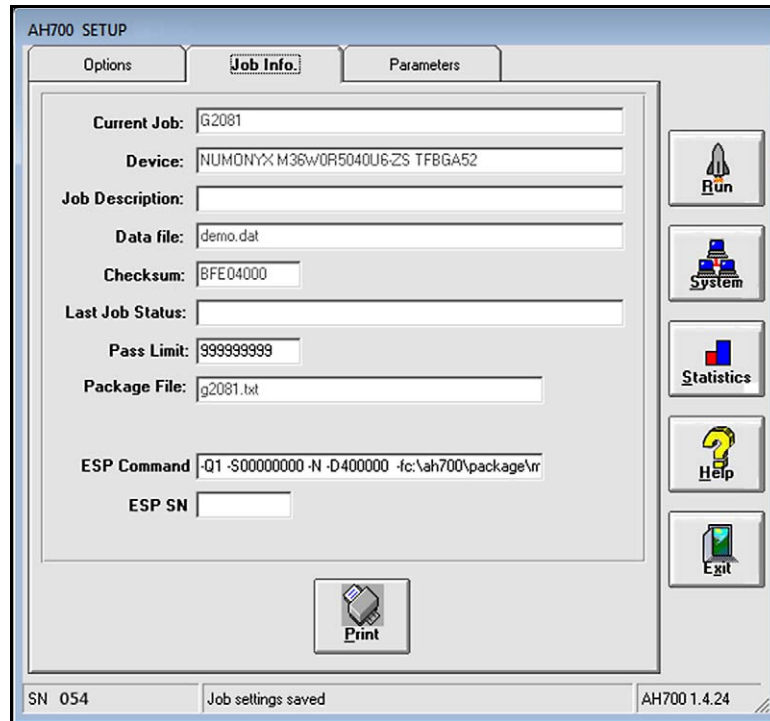 AH700 SETUP
Options
Job Info.
Parameters
Current Job: G2081
Device: NUMONYX M36W0R5040U6-ZS TFBGA52
Job Description:
Data file: demo.dat
Checksum: BFE04000
Last Job Status:
Pass Limit: 999999999
Package File: g2081.txt
ESP Command -Q1 -S00000000 -N -D400000 -fc:\ah700\package\m
ESP SN
Run
System
Statistics
Help
Exit
Print
SN 054
Job settings saved
AH700 1.4.24